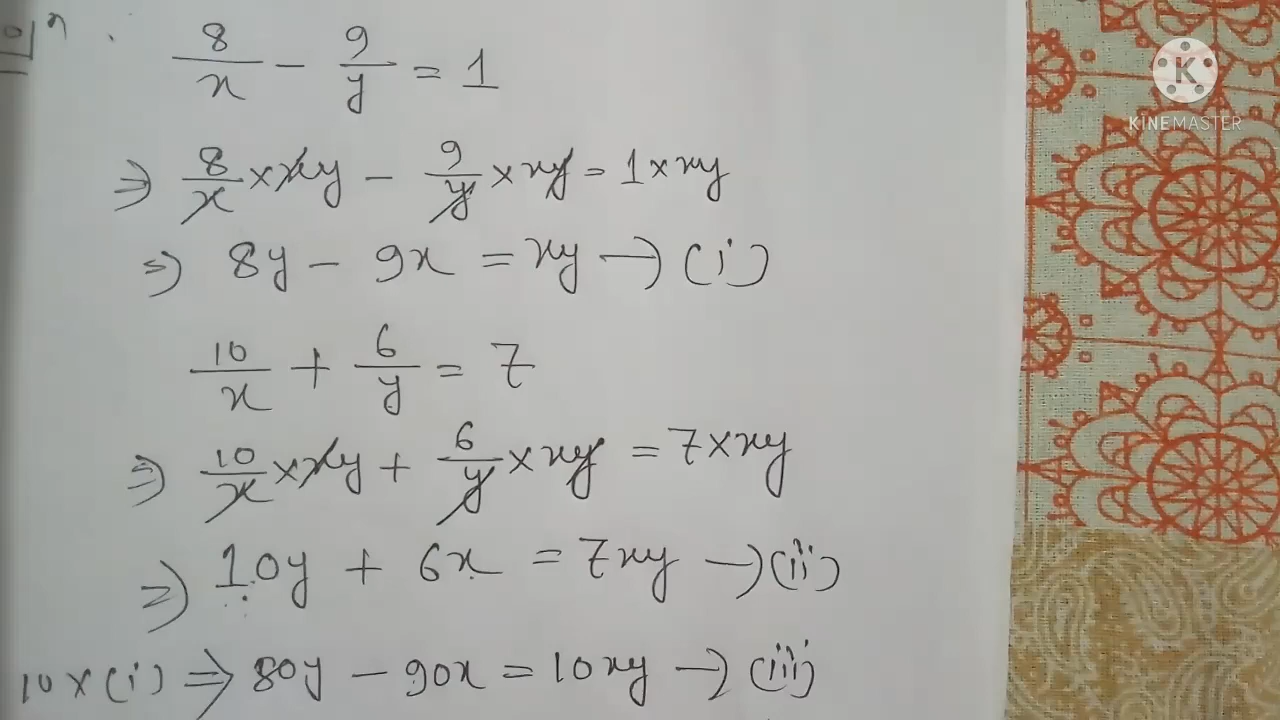 8/x - 9/y = 1
K
KINEMASTER
⇒ 8/x × xy - 9/y × xy = 1 × xy
⇒ 8y - 9x = xy → (i)
10/x + 6/y = 7
⇒ 10/x × xy + 6/y × xy = 7 × xy
⇒ 10y + 6x = 7xy → (ii)
10 × (i) ⇒ 80y - 90x = 10xy → (iii)